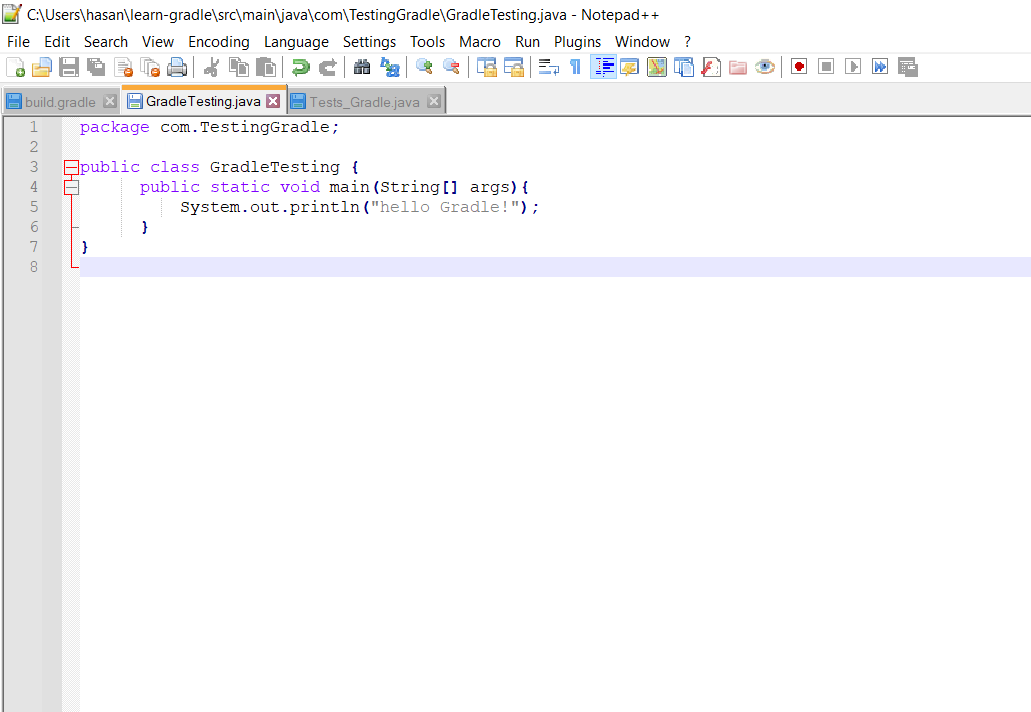 C:\Users\hasan\learn-gradle\src\main\java\com\TestingGradle\GradleTesting.java - Notepad++
File Edit Search View Encoding Language Settings Tools Macro Run Plugins Window ?
build.gradle GradleTesting.java Tests_Gradle.java
1 package com.TestingGradle;
2
3 public class GradleTesting {
4 public static void main(String[] args){
5 System.out.println("hello Gradle!");
6 }
7 }
8